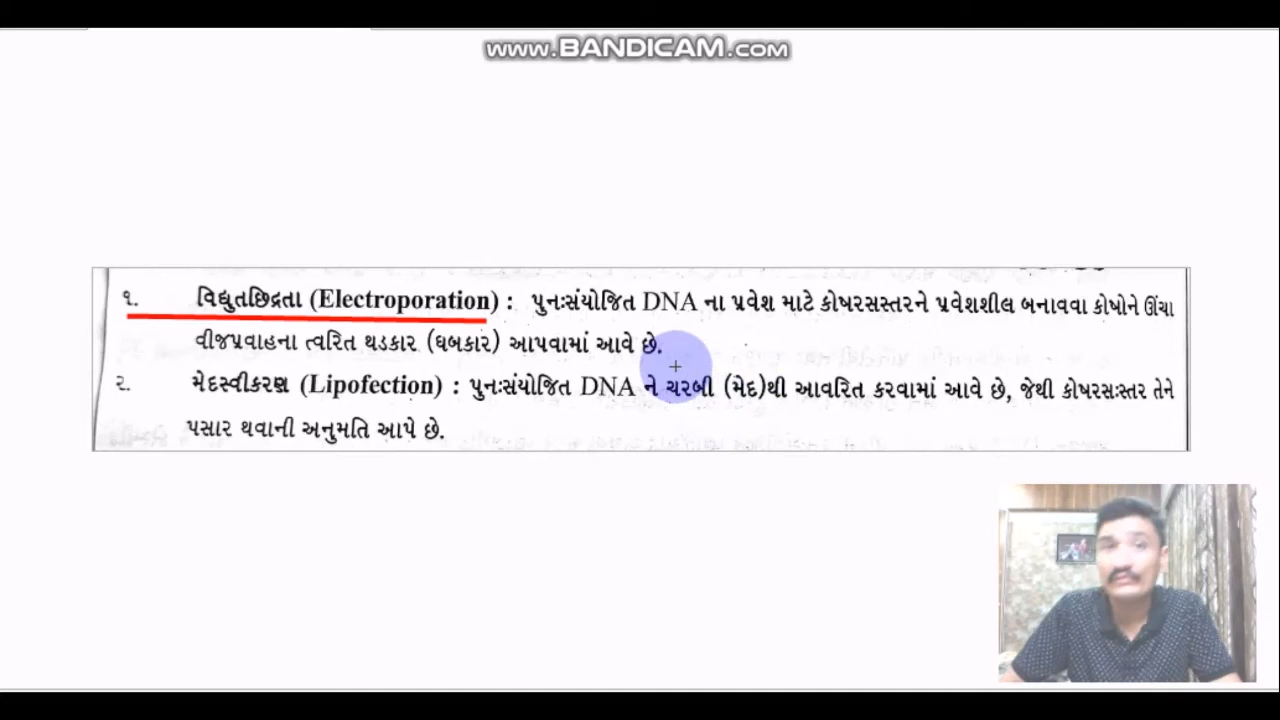 www.BANDICAM.com
૧. વિદ્યુતછિદ્રતા (Electroporation) : પુનઃસંયોજિત DNA ના પ્રવેશ માટે કોષરસસ્તરને પ્રવેશશીલ બનાવવા કોષોને ઊંચા
વીજપ્રવાહના ત્વરિત થડકાર (ધબકાર) આપવામાં આવે છે.
૨. મેદસ્વીકરણ (Lipofection) : પુનઃસંયોજિત DNA ને ચરબી (મેદ)થી આવરિત કરવામાં આવે છે, જેથી કોષરસઃસ્તર તેને
પસાર થવાની અનુમતિ આપે છે.